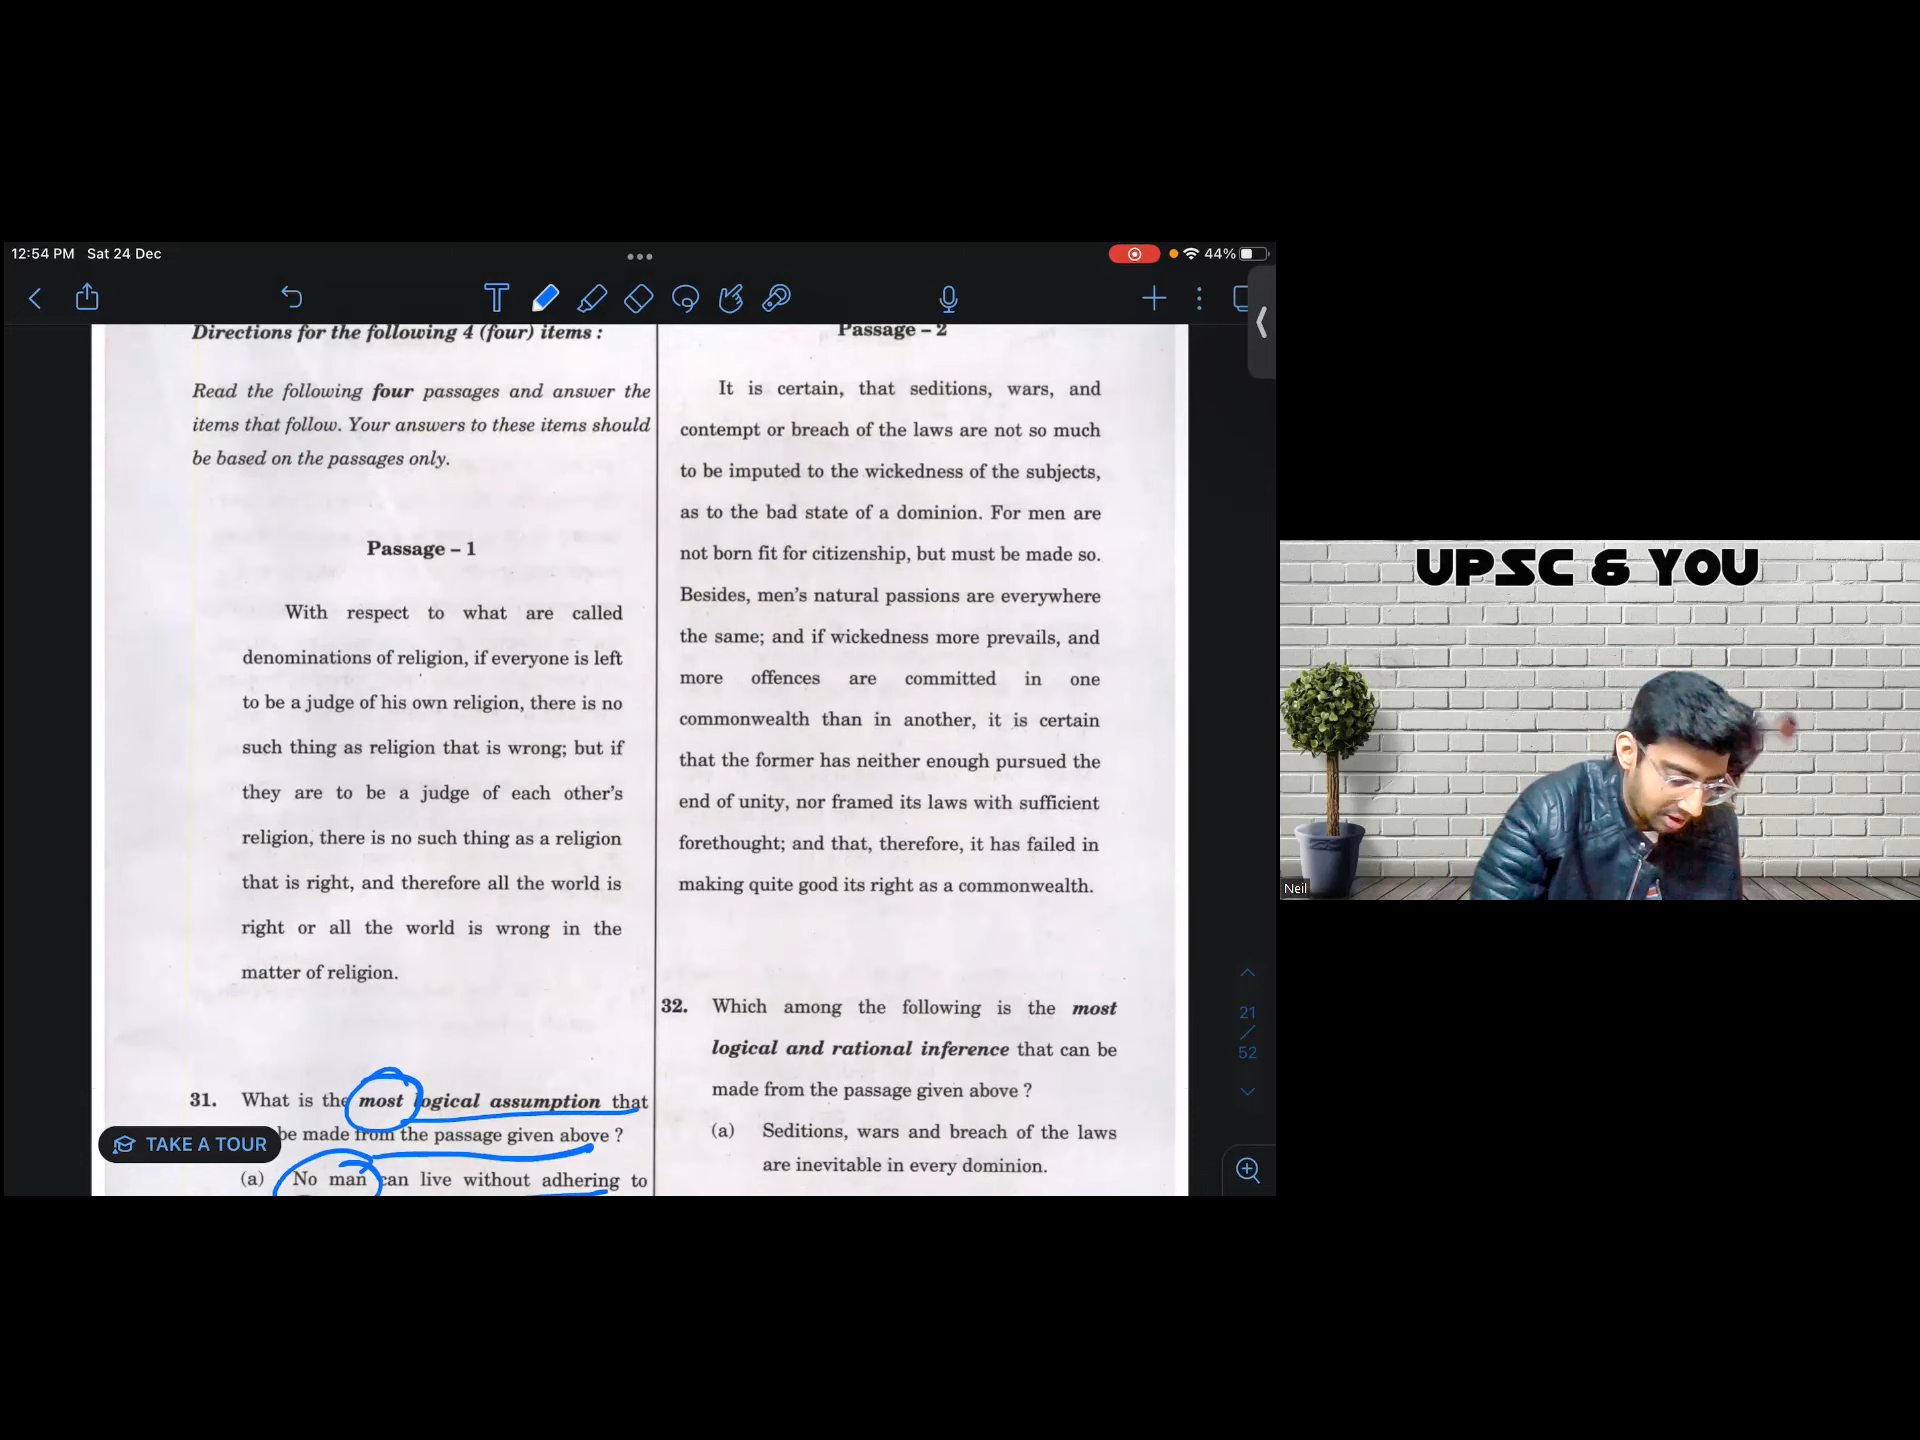 12:54 PM Sat 24 Dec
44%
Directions for the following 4 (four) items :
Read the following four passages and answer the
items that follow. Your answers to these items should
be based on the passages only.
Passage – 1
With respect to what are called
denominations of religion, if everyone is left
to be a judge of his own religion, there is no
such thing as religion that is wrong; but if
they are to be a judge of each other's
religion, there is no such thing as a religion
that is right, and therefore all the world is
right or all the world is wrong in the
matter of religion.
31. What is the most logical assumption that
be made from the passage given above ?
TAKE A TOUR
(a) No man can live without adhering to
Passage – 2
It is certain, that seditions, wars, and
contempt or breach of the laws are not so much
to be imputed to the wickedness of the subjects,
as to the bad state of a dominion. For men are
not born fit for citizenship, but must be made so.
Besides, men's natural passions are everywhere
the same; and if wickedness more prevails, and
more offences are committed in one
commonwealth than in another, it is certain
that the former has neither enough pursued the
end of unity, nor framed its laws with sufficient
forethought; and that, therefore, it has failed in
making quite good its right as a commonwealth.
32. Which among the following is the most
logical and rational inference that can be
made from the passage given above ?
(a) Seditions, wars and breach of the laws
are inevitable in every dominion.
21
/
52
UPSC & YOU
Neil